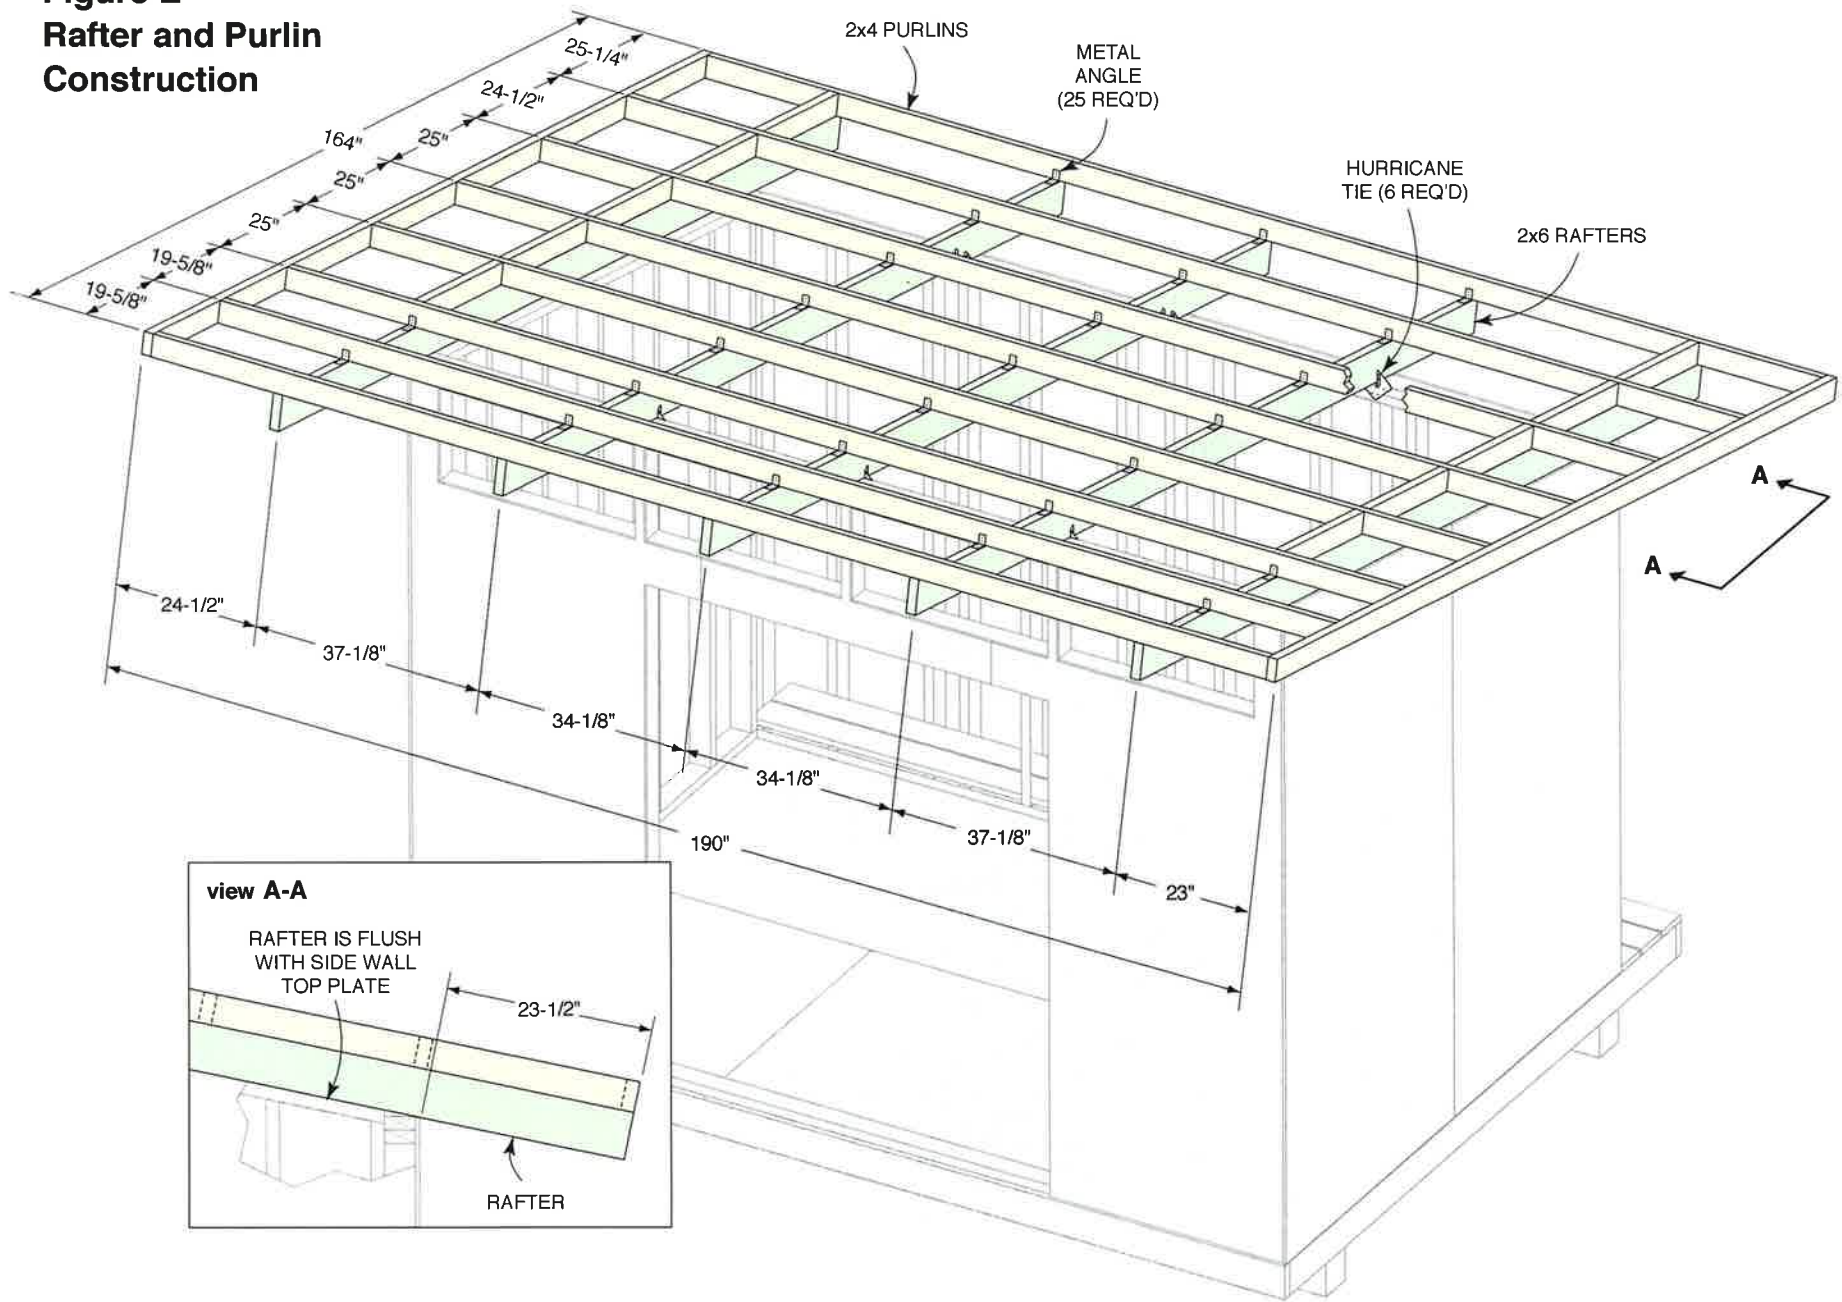 Rafter and Purlin
Construction
2x4 PURLINS
METAL
ANGLE
(25 REQ'D)
HURRICANE
TIE (6 REQ'D)
2x6 RAFTERS
25-1/4"
24-1/2"
25"
25"
25"
19-5/8"
19-5/8"
164"
A
A
24-1/2"
37-1/8"
34-1/8"
34-1/8"
37-1/8"
23"
190"
view A-A
RAFTER IS FLUSH
WITH SIDE WALL
TOP PLATE
23-1/2"
RAFTER